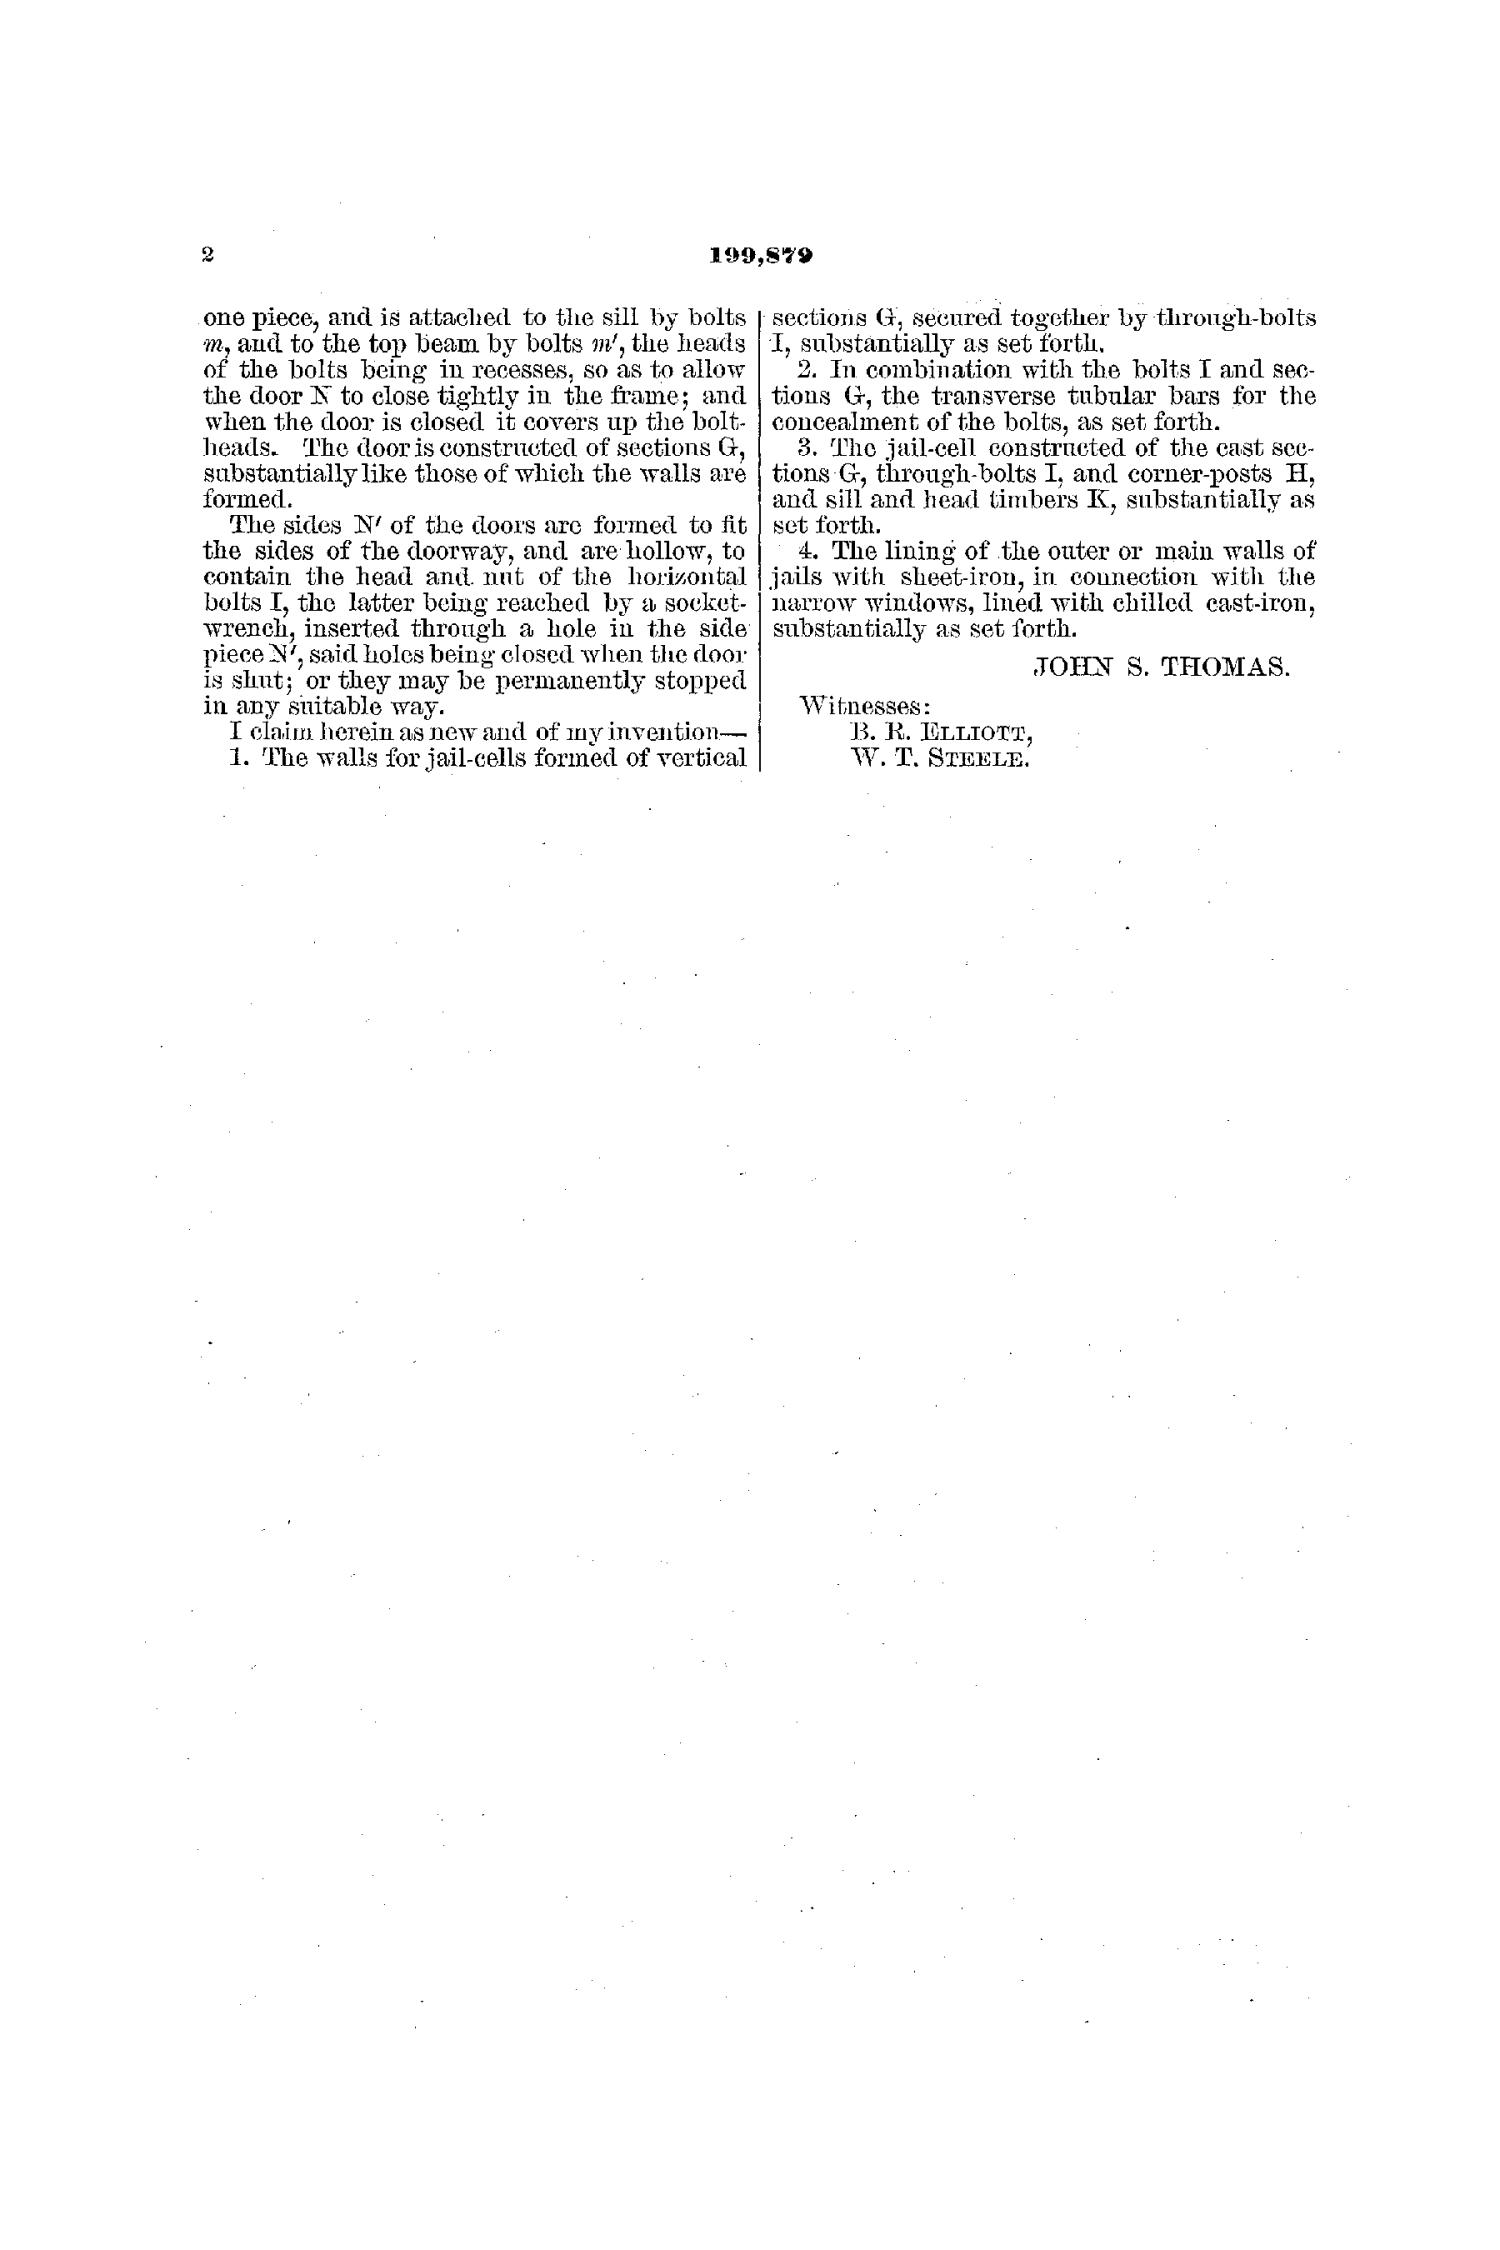 2
199,879
one piece, and is attached to the sill by bolts
m, and to the top beam by bolts m', the heads
of the bolts being in recesses, so as to allow
the door N to close tightly in the frame; and
when the door is closed it covers up the bolt-
heads. The door is constructed of sections G,
substantially like those of which the walls are
formed.
The sides N' of the doors are formed to fit
the sides of the doorway, and are hollow, to
contain the head and nut of the horizontal
bolts I, the latter being reached by a socket-
wrench, inserted through a hole in the side
piece N', said holes being closed when the door
is shut; or they may be permanently stopped
in any suitable way.
I claim herein as new and of my invention—
1. The walls for jail-cells formed of vertical
sections G, secured together by through-bolts
I, substantially as set forth.
2. In combination with the bolts I and sec-
tions G, the transverse tubular bars for the
concealment of the bolts, as set forth.
3. The jail-cell constructed of the cast sec-
tions G, through-bolts I, and corner-posts H,
and sill and head timbers K, substantially as
set forth.
4. The lining of the outer or main walls of
jails with sheet-iron, in connection with the
narrow windows, lined with chilled cast-iron,
substantially as set forth.
JOHN S. THOMAS.
Witnesses:
B. R. ELLIOTT,
W. T. STEELE.